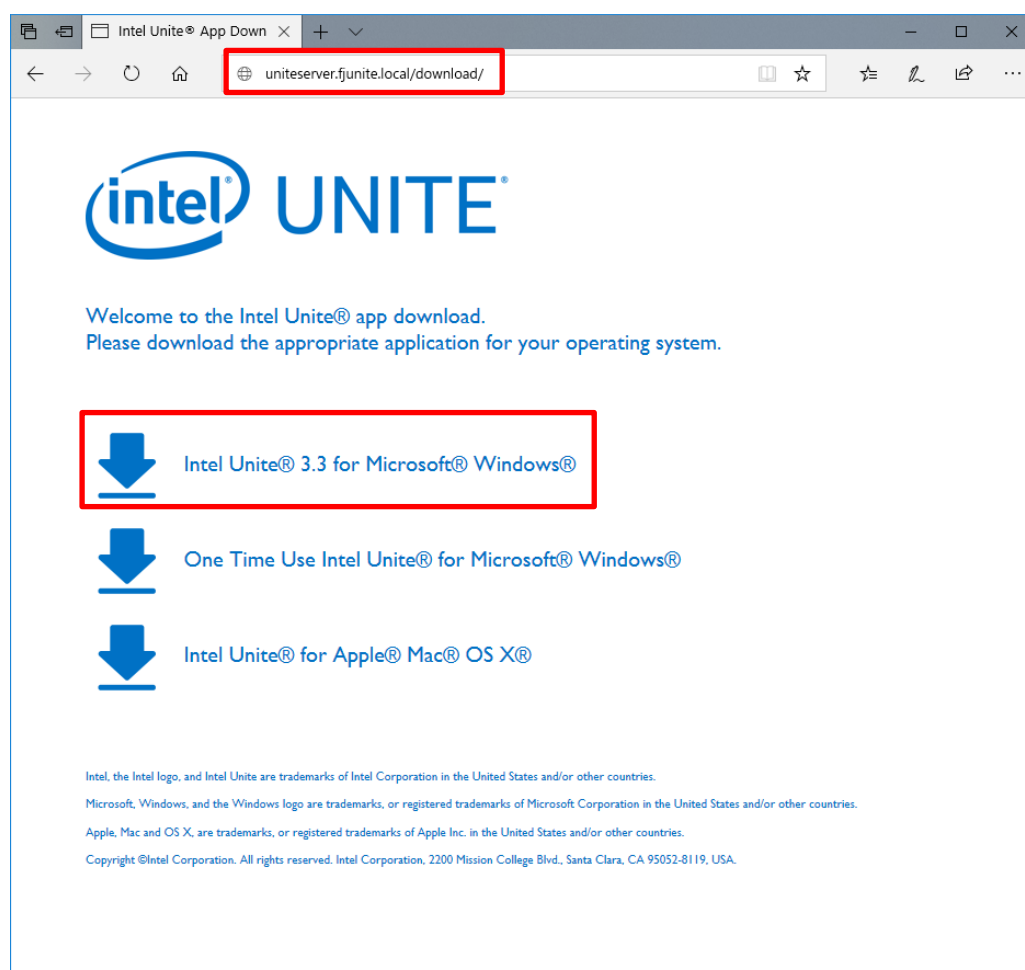 Intel Unite® App Down
uniteserver.fjunite.local/download/
intel® UNITE®
Welcome to the Intel Unite® app download.
Please download the appropriate application for your operating system.
Intel Unite® 3.3 for Microsoft® Windows®
One Time Use Intel Unite® for Microsoft® Windows®
Intel Unite® for Apple® Mac® OS X®
Intel, the Intel logo, and Intel Unite are trademarks of Intel Corporation in the United States and/or other countries.
Microsoft, Windows, and the Windows logo are trademarks, or registered trademarks of Microsoft Corporation in the United States and/or other countries.
Apple, Mac and OS X, are trademarks, or registered trademarks of Apple Inc. in the United States and/or other countries.
Copyright ©Intel Corporation. All rights reserved. Intel Corporation, 2200 Mission College Blvd., Santa Clara, CA 95052-8119, USA.